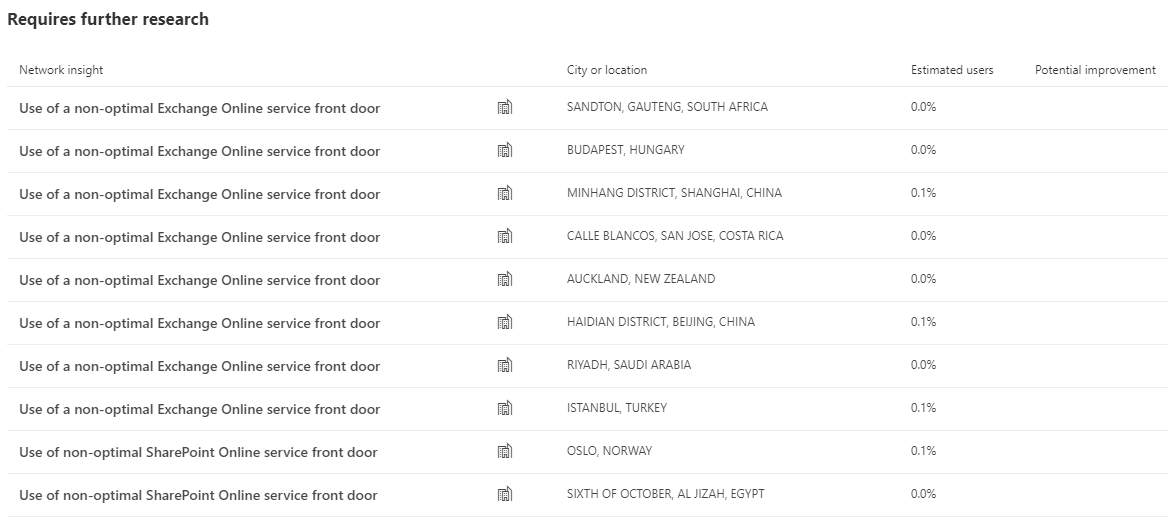 Requires further research
Network insight City or location Estimated users Potential improvement
Use of a non-optimal Exchange Online service front door SANDTON, GAUTENG, SOUTH AFRICA 0.0%
Use of a non-optimal Exchange Online service front door BUDAPEST, HUNGARY 0.0%
Use of a non-optimal Exchange Online service front door MINHANG DISTRICT, SHANGHAI, CHINA 0.1%
Use of a non-optimal Exchange Online service front door CALLE BLANCOS, SAN JOSE, COSTA RICA 0.0%
Use of a non-optimal Exchange Online service front door AUCKLAND, NEW ZEALAND 0.0%
Use of a non-optimal Exchange Online service front door HAIDIAN DISTRICT, BEIJING, CHINA 0.1%
Use of a non-optimal Exchange Online service front door RIYADH, SAUDI ARABIA 0.0%
Use of a non-optimal Exchange Online service front door ISTANBUL, TURKEY 0.1%
Use of non-optimal SharePoint Online service front door OSLO, NORWAY 0.1%
Use of non-optimal SharePoint Online service front door SIXTH OF OCTOBER, AL JIZAH, EGYPT 0.0%